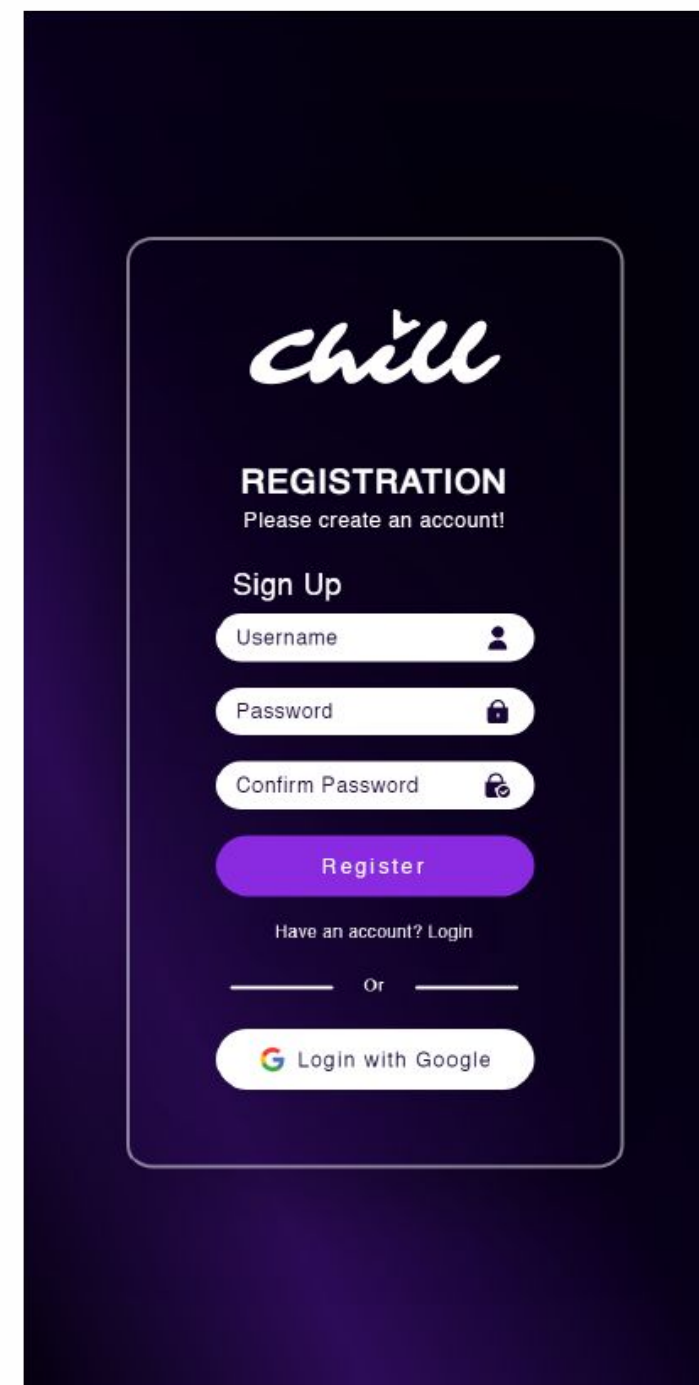 Chill
REGISTRATION
Please create an account!
Sign Up
Username
Password
Confirm Password
Register
Have an account? Login
Or
Login with Google